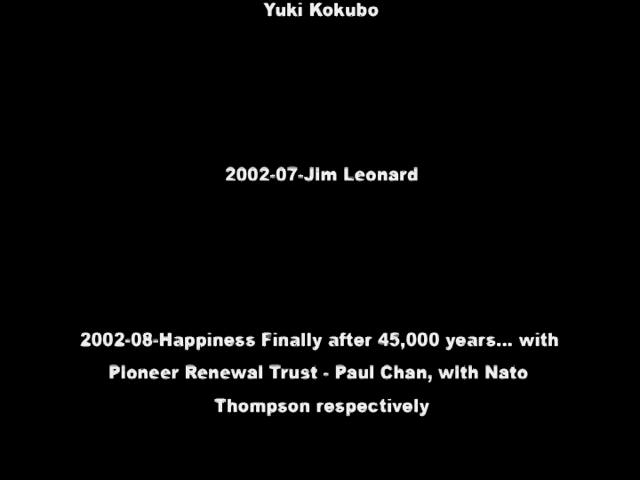 Yuki Kokubo
2002-07-Jim Leonard
2002-08-Happiness Finally after 45,000 years... with
Pioneer Renewal Trust - Paul Chan, with Nato
Thompson respectively